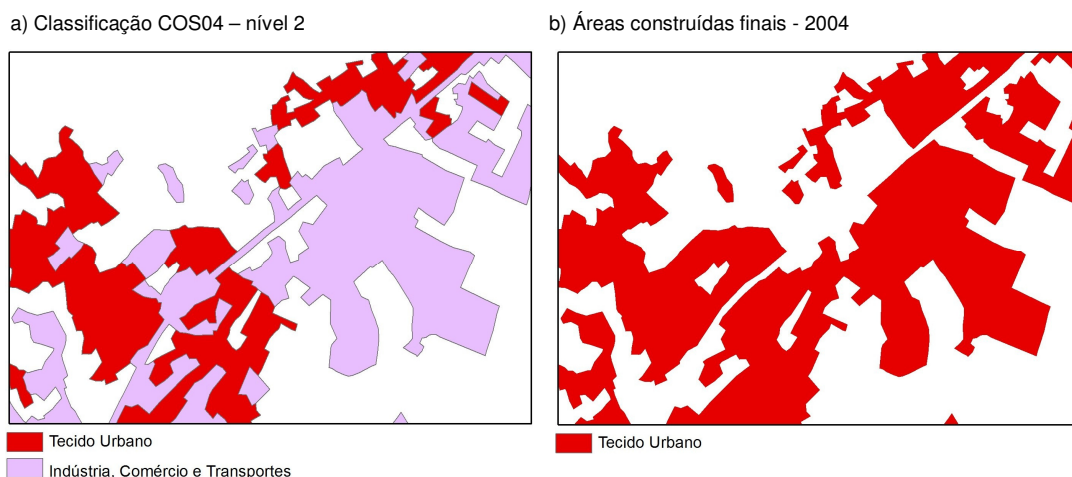 a) Classificação COS04 – nível 2
b) Áreas construídas finais - 2004
Tecido Urbano
Indústria, Comércio e Transportes
Tecido Urbano